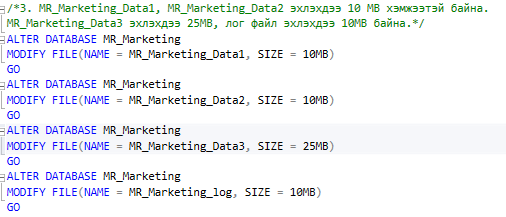 /*3. MR_Marketing_Data1, MR_Marketing_Data2 эхлэхдээ 10 MB хэмжээтэй байна.
MR_Marketing_Data3 эхлэхдээ 25MB, лог файл эхлэхдээ 10MB байна.*/
ALTER DATABASE MR_Marketing
MODIFY FILE(NAME = MR_Marketing_Data1, SIZE = 10MB)
GO
ALTER DATABASE MR_Marketing
MODIFY FILE(NAME = MR_Marketing_Data2, SIZE = 10MB)
GO
ALTER DATABASE MR_Marketing
MODIFY FILE(NAME = MR_Marketing_Data3, SIZE = 25MB)
GO
ALTER DATABASE MR_Marketing
MODIFY FILE(NAME = MR_Marketing_log, SIZE = 10MB)
GO